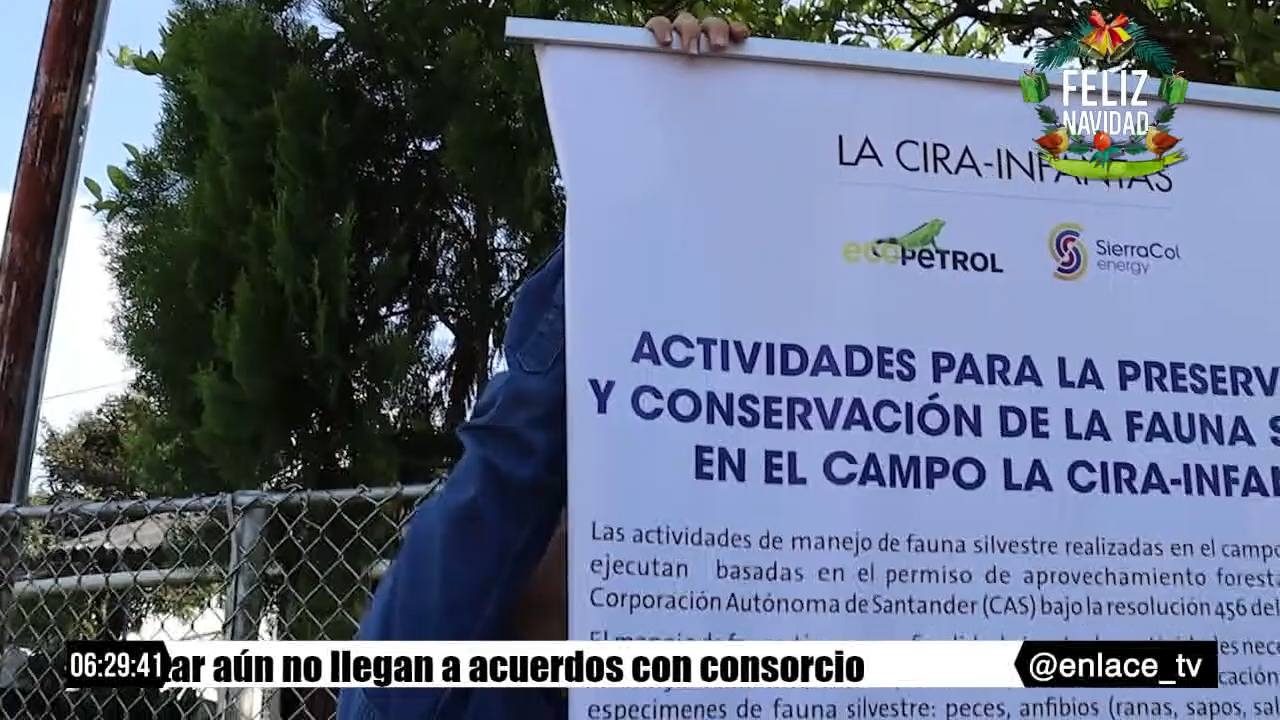 FELÍZ
NAVIDAD
LA CIRA-INFANTAS
ecoPETROL
SierraCol
energy
ACTIVIDADES PARA LA PRESERV
Y CONSERVACIÓN DE LA FAUNA S
EN EL CAMPO LA CIRA-INFA
Las actividades de manejo de fauna silvestre realizadas en el campo
ejecutan basadas en el permiso de aprovechamiento foresta
Corporación Autónoma de Santander (CAS) bajo la resolución 456 del
06:29:41 ar aún no llegan a acuerdos con consorcio @enlace_tv
especimenes de fauna silvestre: peces, anfibios (ranas, sapos, sal